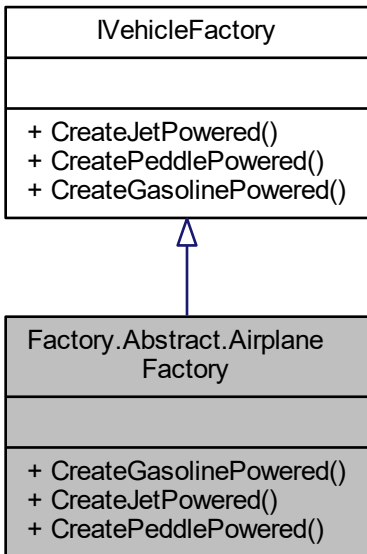 IVehicleFactory
+ CreateJetPowered()
+ CreatePeddlePowered()
+ CreateGasolinePowered()
Factory.Abstract.Airplane
Factory
+ CreateGasolinePowered()
+ CreateJetPowered()
+ CreatePeddlePowered()